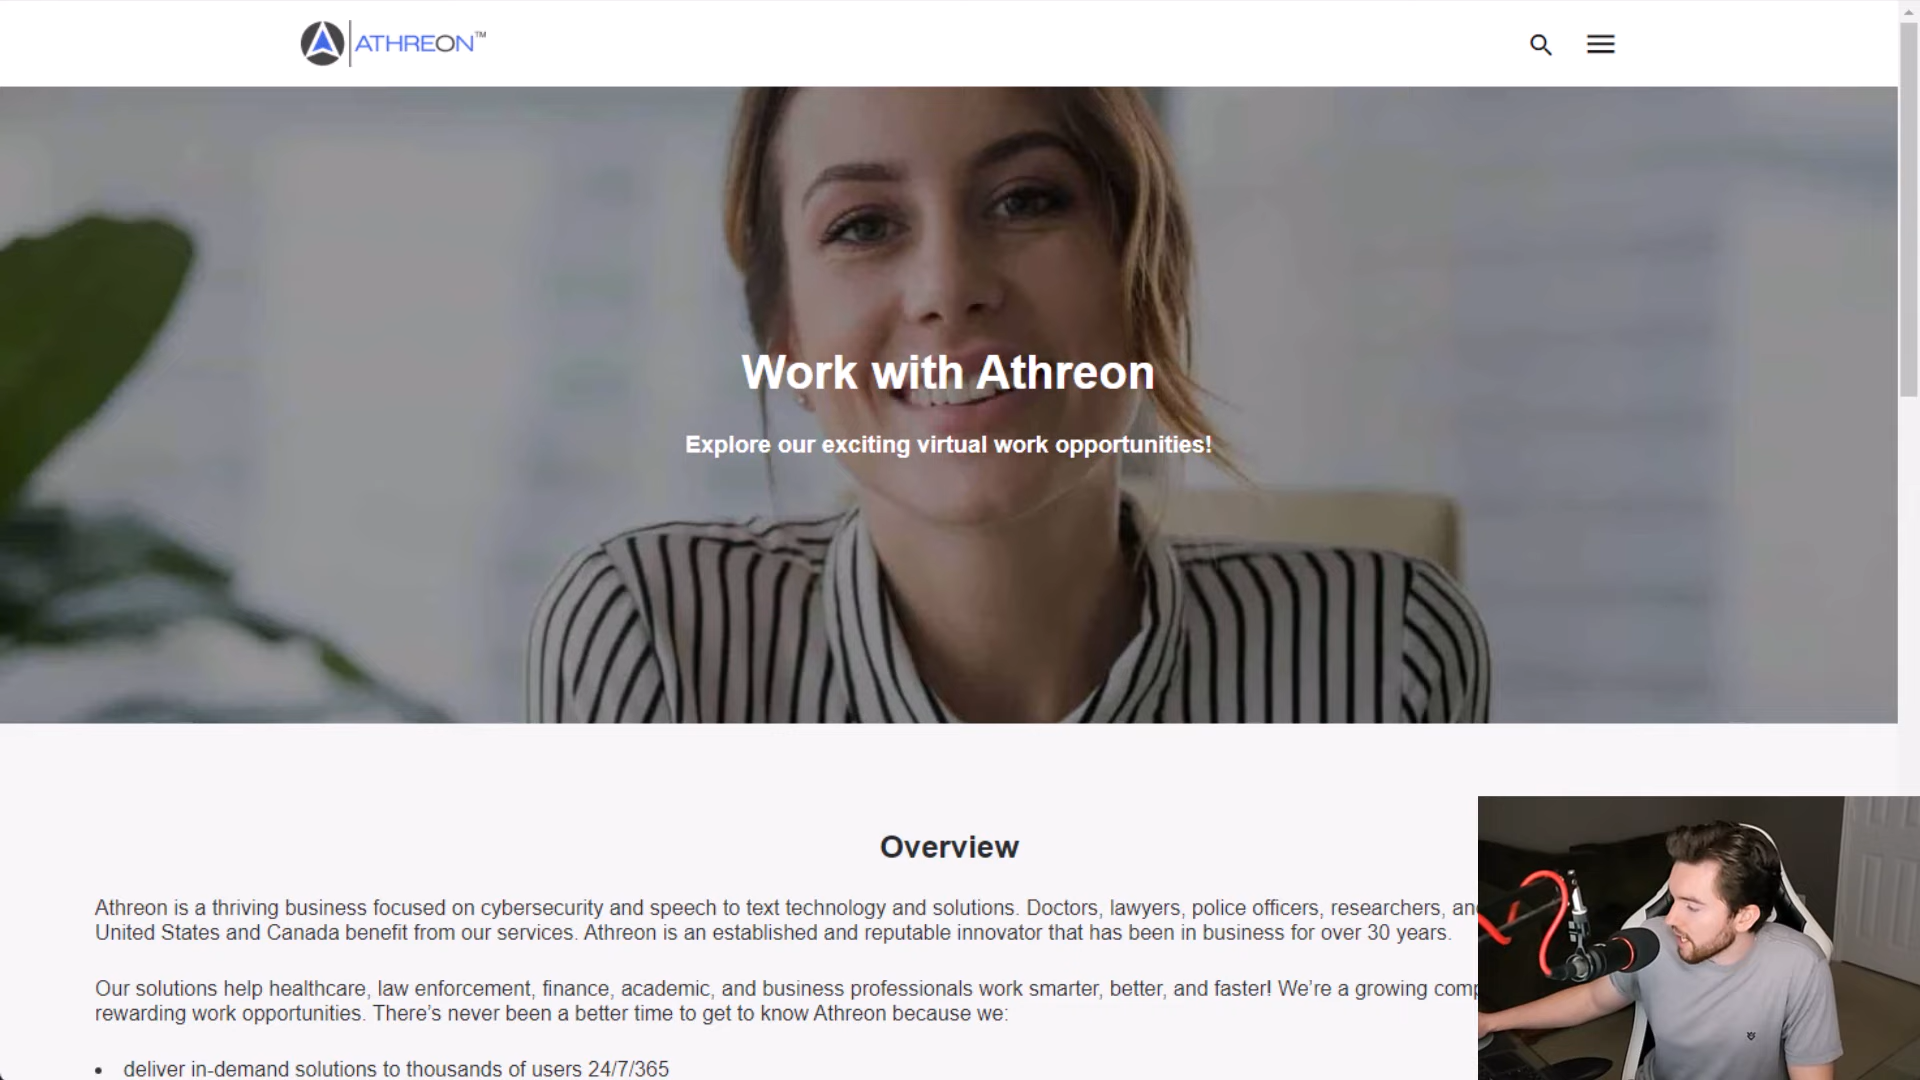 ATHREON™
Work with Athreon
Explore our exciting virtual work opportunities!
Overview
Athreon is a thriving business focused on cybersecurity and speech to text technology and solutions. Doctors, lawyers, police officers, researchers,
United States and Canada benefit from our services. Athreon is an established and reputable innovator that has been in business for over 30 years.
Our solutions help healthcare, law enforcement, finance, academic, and business professionals work smarter, better, and faster! We're a growing
rewarding work opportunities. There's never been a better time to get to know Athreon because we:
• deliver in-demand solutions to thousands of users 24/7/365